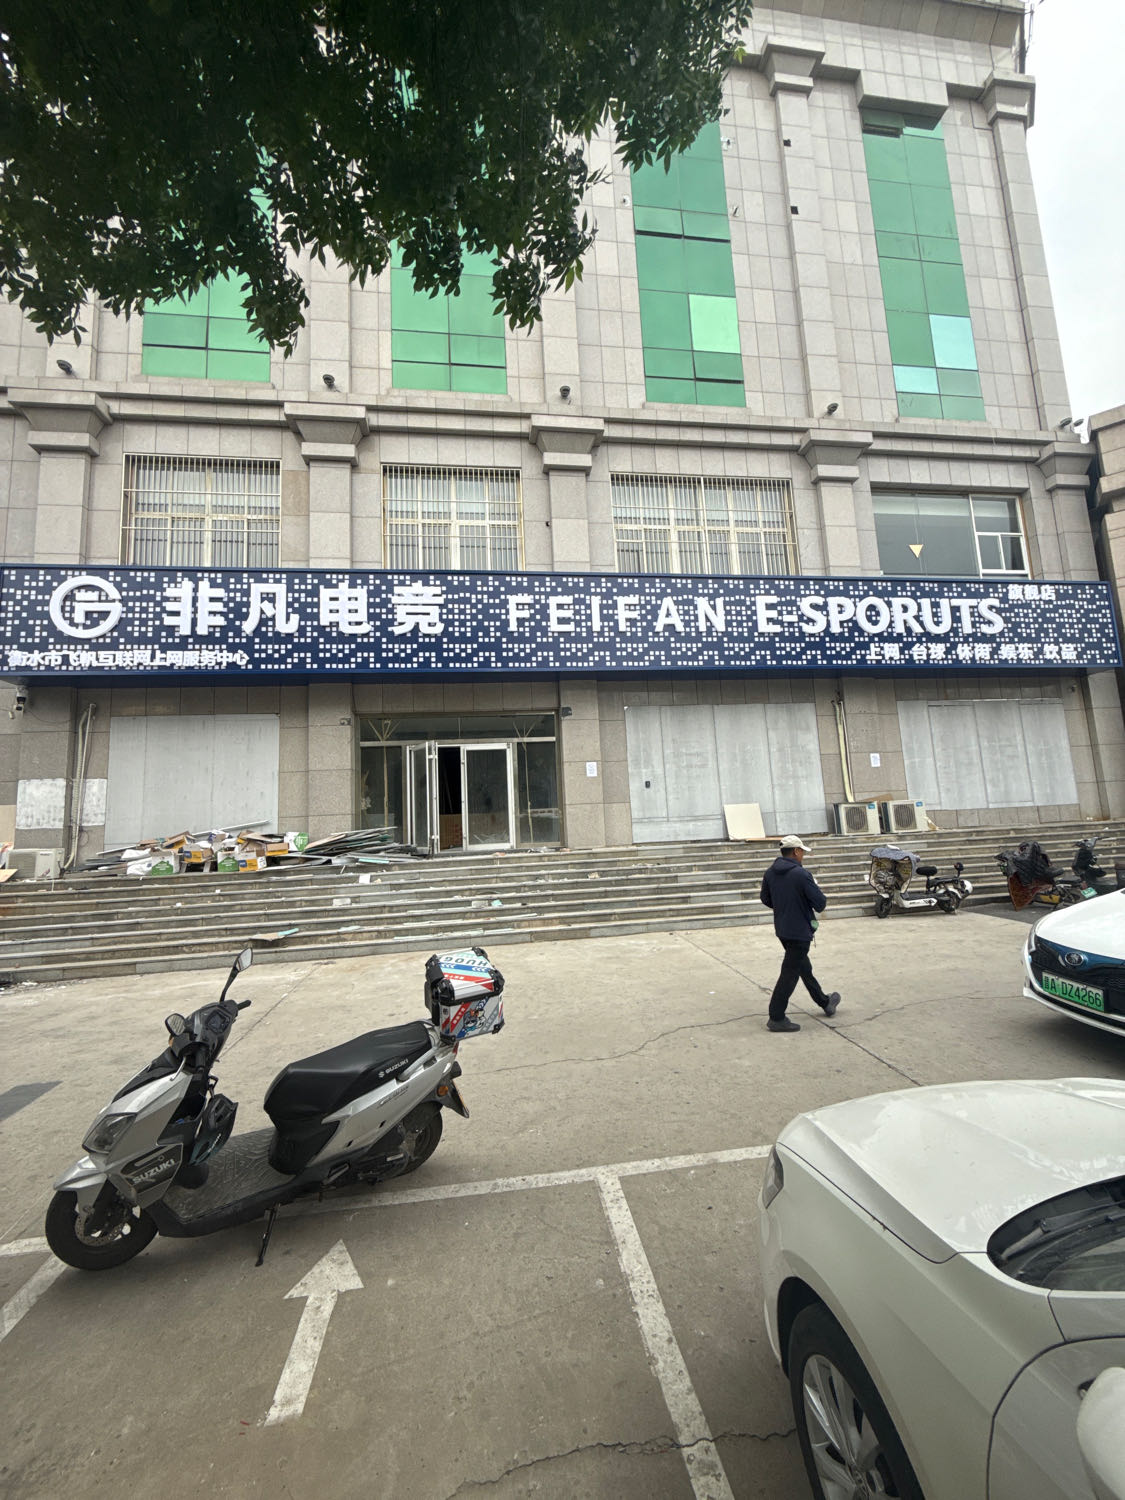 非凡电竞 FEIFAN E-SPORUTS 旗舰店
衡水市飞帆互联网上网服务中心
上网 台球 休闲 娱乐 饮品
HUOG
SUZUKI
SUZUKI
A·DZ4266